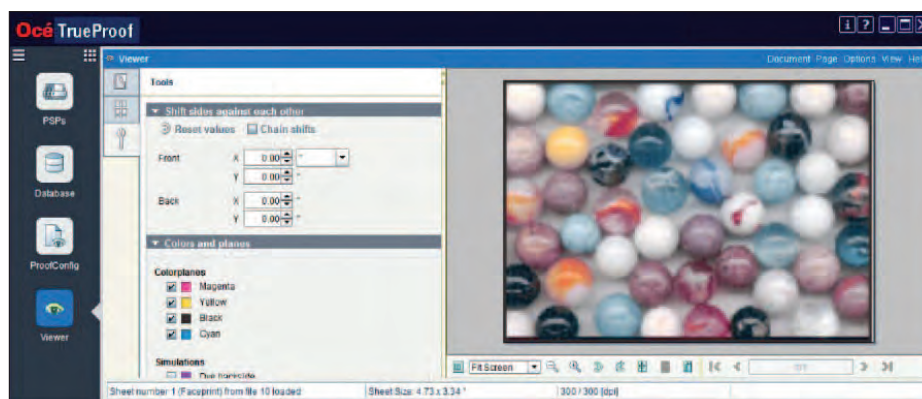 Océ TrueProof
i ?
Viewer
Document Page Options View Hel
Tools
PSPs
Shift sides against each other
Reset values Chain shifts
Front X 0.00 "
Y 0.00 "
Database
Back X 0.00 "
Y 0.00 "
Colors and planes
ProofConfig
Colorplanes
Magenta
Yellow
Black
Cyan
Viewer
Simulations
Fit Screen
1/1
Sheet number 1 (Faceprint) from file 10 loaded Sheet Size: 4.73 x 3.34 " 300 / 300 [dpi]